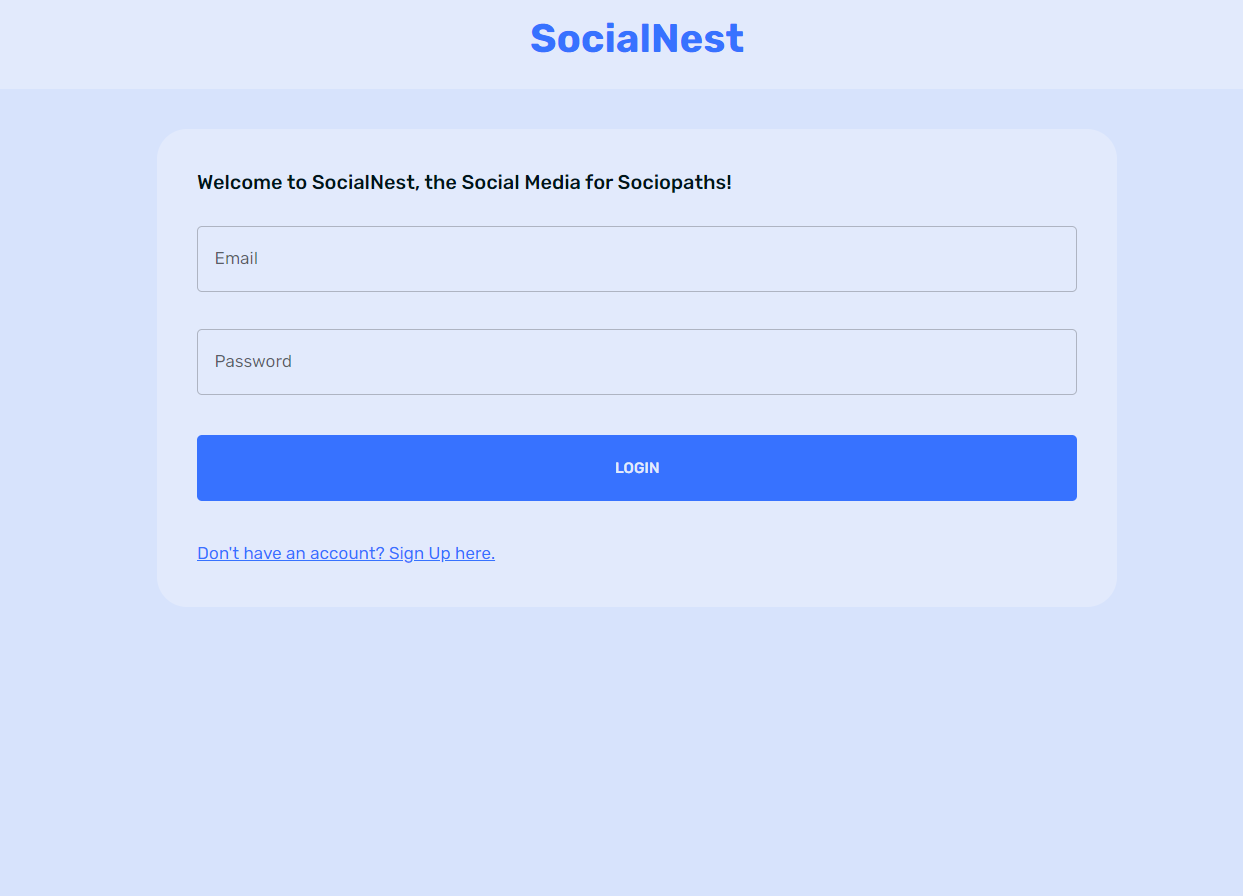 SocialNest
Welcome to SocialNest, the Social Media for Sociopaths!
Email
Password
LOGIN
Don't have an account? Sign Up here.